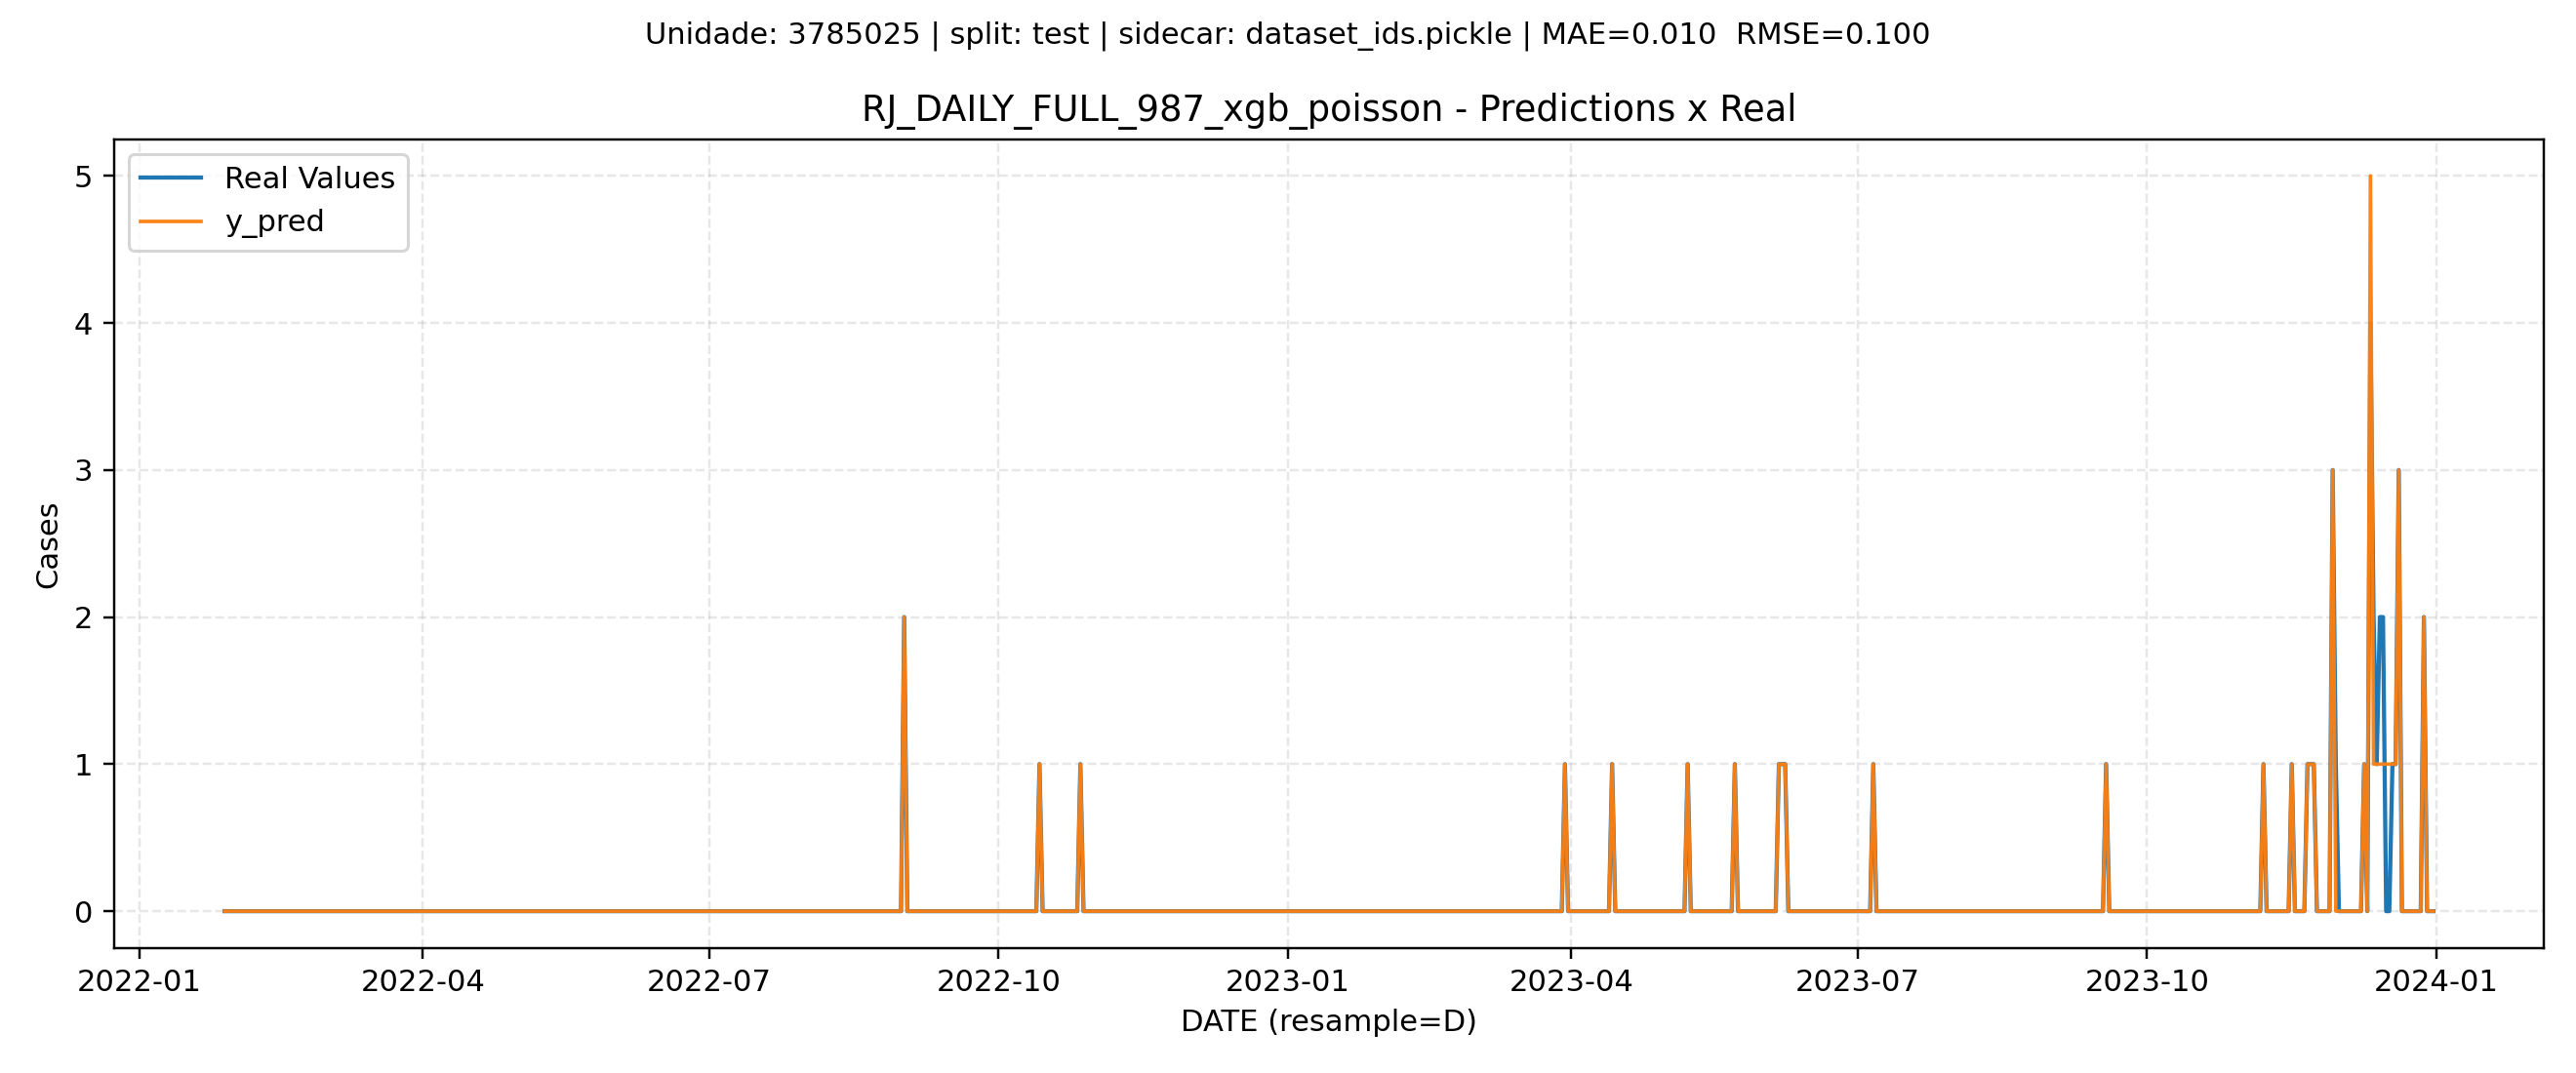 Unidade: 3785025 | split: test | sidecar: dataset_ids.pickle | MAE=0.010  RMSE=0.100
RJ_DAILY_FULL_987_xgb_poisson - Predictions x Real
Real Values
y_pred
5
4
3
2
1
0
Cases
2022-01
2022-04
2022-07
2022-10
2023-01
2023-04
2023-07
2023-10
2024-01
DATE (resample=D)